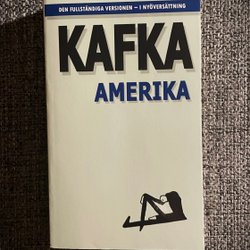 DEN FULLSTÄNDIGA VERSIONEN – I NYÖVERSÄTTNING
KAFKA
AMERIKA